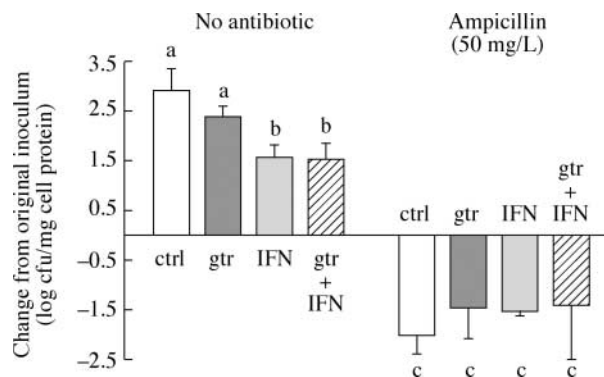 No antibiotic
Ampicillin
(50 mg/L)
Change from original inoculum
(log cfu/mg cell protein)
3.5
2.5
1.5
0.5
−0.5
−1.5
−2.5
a
a
b
b
ctrl
gtr
IFN
gtr
+
IFN
ctrl
gtr
IFN
gtr
+
IFN
c
c
c
c